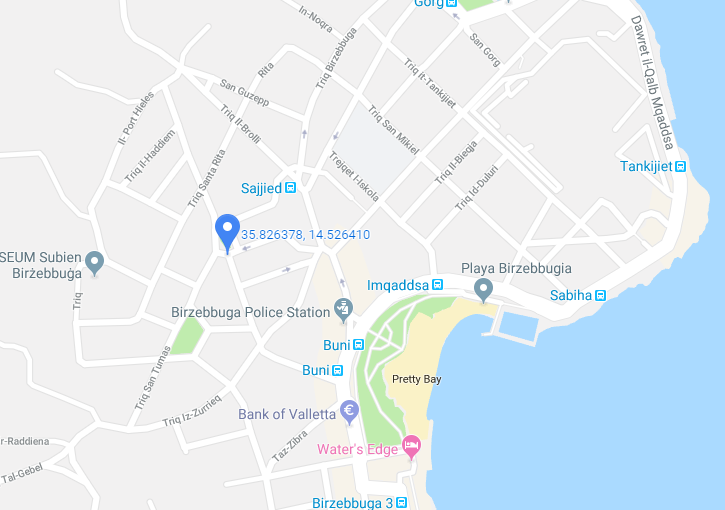 Gorg
In-Noqra
San Gorg
Dawret il-Qalb Mqaddsa
Triq Birzebbuga
Rita
Triq It-Tankijiet
San Guzepp
Il- Port Hieles
Triq Il-Brolli
Triq San Mikiel
Triq Il-Haddiem
Triq Il-Bieqja
Trejqet l-Iskola
Tankijiet
Triq Santa Rita
Triq Id-Duluri
Sajjied
35.826378, 14.526410
SEUM Subien
Birżebbuġa
Playa Birzebbugia
Imqaddsa
Sabiha
Triq
Birzebbuga Police Station
Buni
Buni
Triq San Tumas
Pretty Bay
Bank of Valletta
€
Triq Iz-Zurrieq
r-Raddiena
Taz-Zibra
Water's Edge
Tal-Gebel
Birzebbuga 3